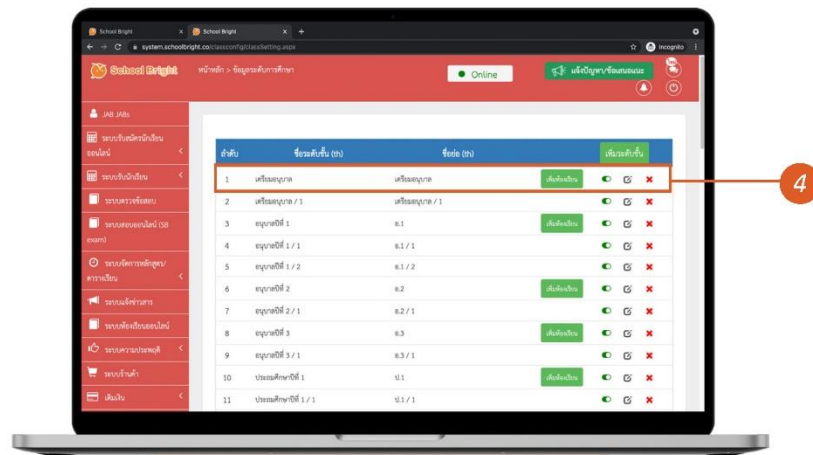 School Bright
School Bright
system.schoolbright.co/classconfig/classSetting.aspx
Incognito
School Bright
หน้าหลัก > ข้อมูลระดับการศึกษา
Online
แจ้งปัญหา/ข้อเสนอแนะ
JAB JABs
ระบบรับสมัครนักเรียน
ออนไลน์
ระบบรับนักเรียน
ระบบตรวจข้อสอบ
ระบบสอบออนไลน์ (SB
exam)
ระบบจัดการหลักสูตร/
ตารางเรียน
ระบบแจ้งข่าวสาร
ระบบห้องเรียนออนไลน์
ระบบความประพฤติ
ระบบร้านค้า
เติมเงิน
ลำดับ ชื่อระดับชั้น (th) ชื่อย่อ (th) เพิ่มระดับชั้น
1 เตรียมอนุบาล เตรียมอนุบาล เพิ่มห้องเรียน
2 เตรียมอนุบาล / 1 เตรียมอนุบาล / 1
3 อนุบาลปีที่ 1 อ.1 เพิ่มห้องเรียน
4 อนุบาลปีที่ 1 / 1 อ.1 / 1
5 อนุบาลปีที่ 1 / 2 อ.1 / 2
6 อนุบาลปีที่ 2 อ.2 เพิ่มห้องเรียน
7 อนุบาลปีที่ 2 / 1 อ.2 / 1
8 อนุบาลปีที่ 3 อ.3 เพิ่มห้องเรียน
9 อนุบาลปีที่ 3 / 1 อ.3 / 1
10 ประถมศึกษาปีที่ 1 ป.1 เพิ่มห้องเรียน
11 ประถมศึกษาปีที่ 1 / 1 ป.1 / 1
4